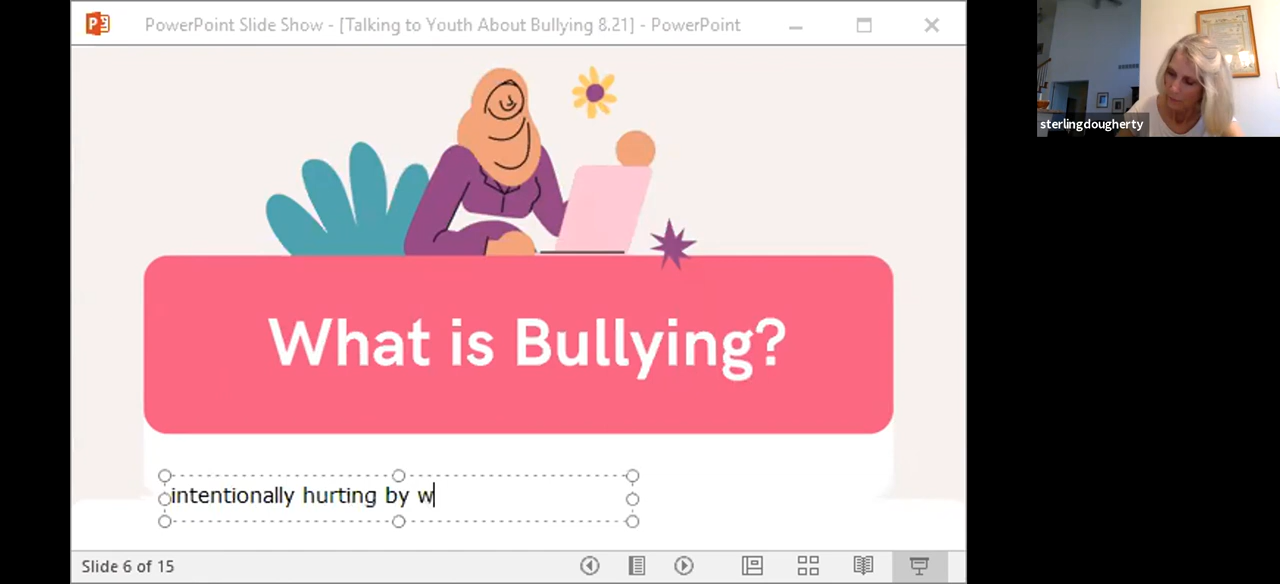 PowerPoint Slide Show - [Talking to Youth About Bullying 8.21] - PowerPoint
sterlingdougherty
What is Bullying?
intentionally hurting by w
Slide 6 of 15